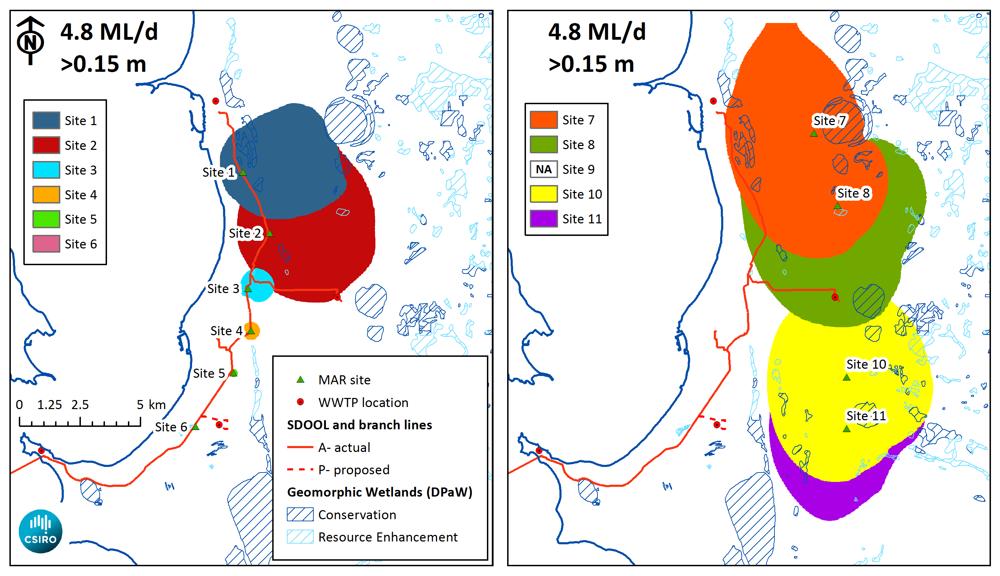 N
4.8 ML/d
>0.15 m
Site 1
Site 2
Site 3
Site 4
Site 5
Site 6
Site 1
Site 2
Site 3
Site 4
Site 5
Site 6
0 1.25 2.5 5 km
CSIRO
MAR site
WWTP location
SDOOL and branch lines
A- actual
P- proposed
Geomorphic Wetlands (DPaW)
Conservation
Resource Enhancement
4.8 ML/d
>0.15 m
Site 7
Site 8
NA Site 9
Site 10
Site 11
Site 7
Site 8
Site 10
Site 11